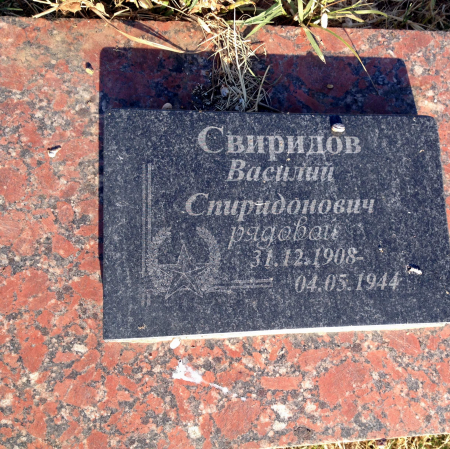 Свиридов
Василий
Спиридонович
рядовой
31.12.1908-
04.05.1944